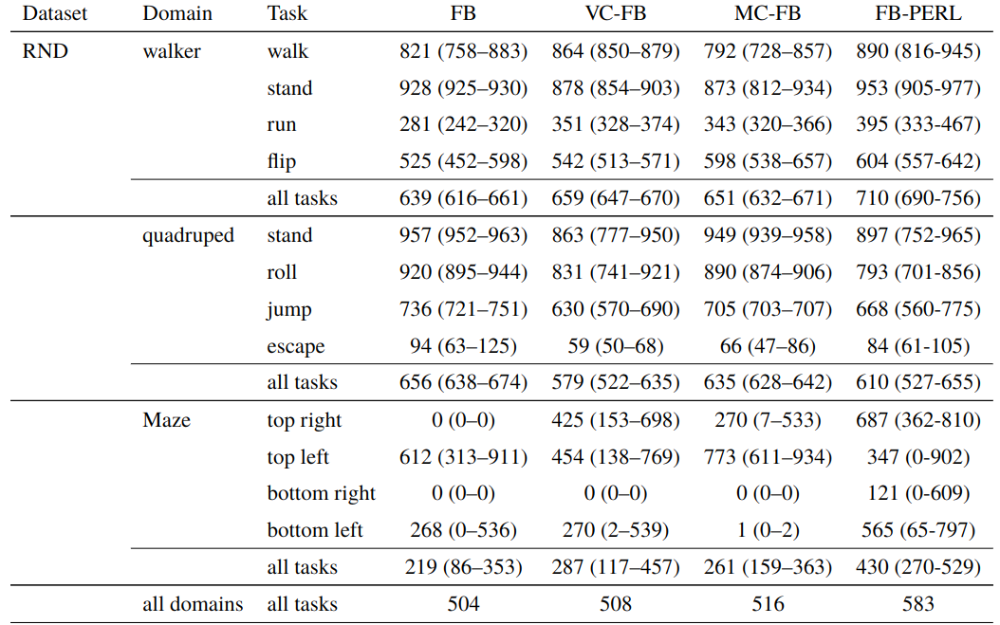 Dataset Domain Task FB VC-FB MC-FB FB-PERL
RND walker walk 821 (758–883) 864 (850–879) 792 (728–857) 890 (816-945)
stand 928 (925–930) 878 (854–903) 873 (812–934) 953 (905-977)
run 281 (242–320) 351 (328–374) 343 (320–366) 395 (333-467)
flip 525 (452–598) 542 (513–571) 598 (538–657) 604 (557-642)
all tasks 639 (616–661) 659 (647–670) 651 (632–671) 710 (690-756)
quadruped stand 957 (952–963) 863 (777–950) 949 (939–958) 897 (752-965)
roll 920 (895–944) 831 (741–921) 890 (874–906) 793 (701-856)
jump 736 (721–751) 630 (570–690) 705 (703–707) 668 (560-775)
escape 94 (63–125) 59 (50–68) 66 (47–86) 84 (61-105)
all tasks 656 (638–674) 579 (522–635) 635 (628–642) 610 (527-655)
Maze top right 0 (0–0) 425 (153–698) 270 (7–533) 687 (362-810)
top left 612 (313–911) 454 (138–769) 773 (611–934) 347 (0-902)
bottom right 0 (0–0) 0 (0–0) 0 (0–0) 121 (0-609)
bottom left 268 (0–536) 270 (2–539) 1 (0–2) 565 (65-797)
all tasks 219 (86–353) 287 (117–457) 261 (159–363) 430 (270-529)
all domains all tasks 504 508 516 583